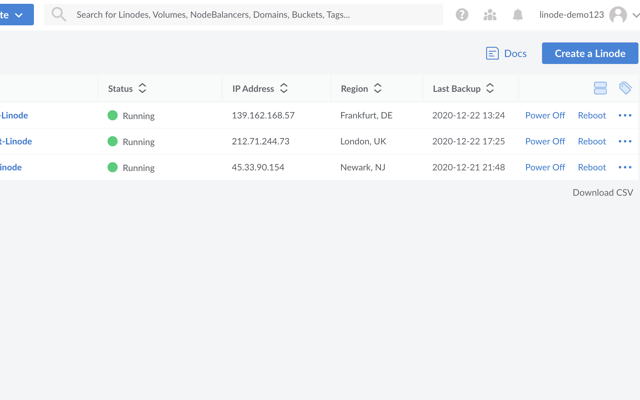 te
Search for Linodes, Volumes, NodeBalancers, Domains, Buckets, Tags...
linode-demo123
Docs
Create a Linode
Status IP Address Region Last Backup
-Linode Running 139.162.168.57 Frankfurt, DE 2020-12-22 13:24 Power Off Reboot
t-Linode Running 212.71.244.73 London, UK 2020-12-22 17:25 Power Off Reboot
inode Running 45.33.90.154 Newark, NJ 2020-12-21 21:48 Power Off Reboot
Download CSV